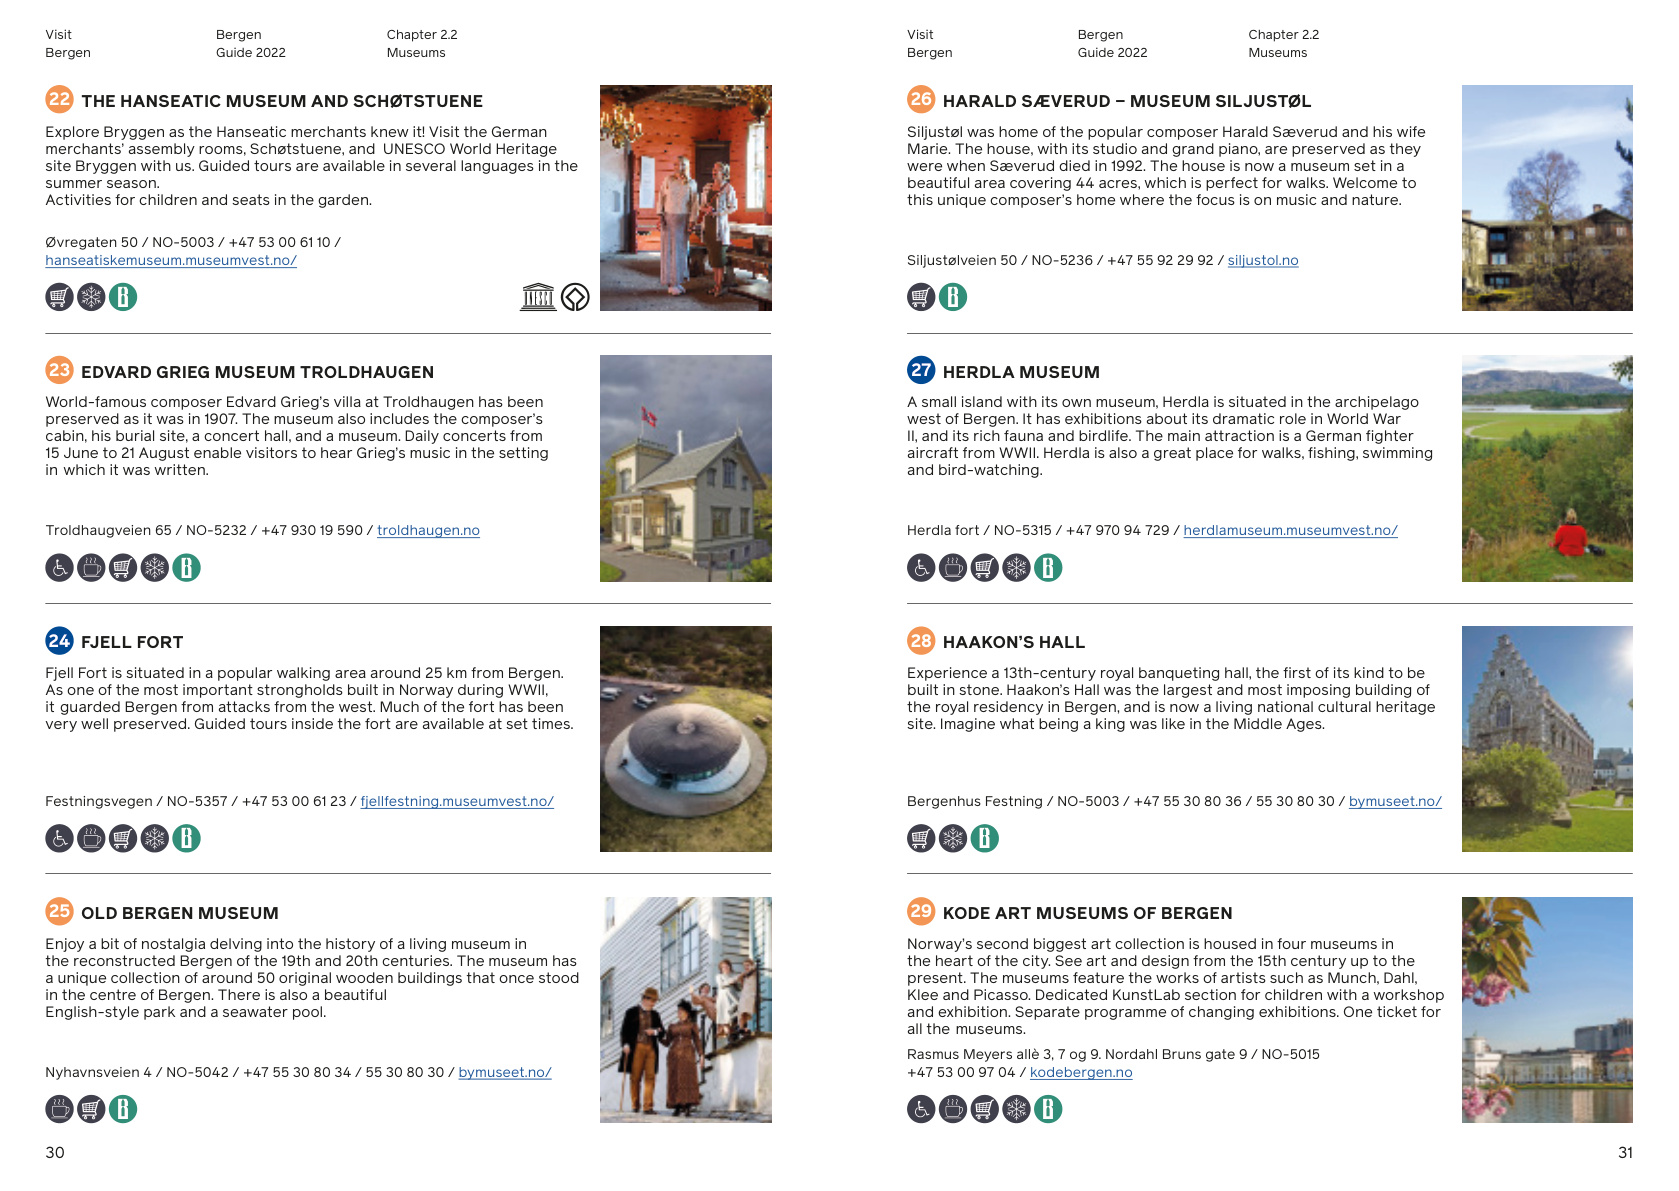 Visit
Bergen
Bergen
Guide 2022
Chapter 2.2
Museums
22 THE HANSEATIC MUSEUM AND SCHØTSTUENE
Explore Bryggen as the Hanseatic merchants knew it! Visit the German
merchants' assembly rooms, Schøtstuene, and UNESCO World Heritage
site Bryggen with us. Guided tours are available in several languages in the
summer season.
Activities for children and seats in the garden.
Øvregaten 50 / NO-5003 / +47 53 00 61 10 /
hanseatiskemuseum.museumvest.no/
B
23 EDVARD GRIEG MUSEUM TROLDHAUGEN
World-famous composer Edvard Grieg's villa at Troldhaugen has been
preserved as it was in 1907. The museum also includes the composer's
cabin, his burial site, a concert hall, and a museum. Daily concerts from
15 June to 21 August enable visitors to hear Grieg's music in the setting
in which it was written.
Troldhaugveien 65 / NO-5232 / +47 930 19 590 / troldhaugen.no
B
24 FJELL FORT
Fjell Fort is situated in a popular walking area around 25 km from Bergen.
As one of the most important strongholds built in Norway during WWII,
it guarded Bergen from attacks from the west. Much of the fort has been
very well preserved. Guided tours inside the fort are available at set times.
Festningsvegen / NO-5357 / +47 53 00 61 23 / fjellfestning.museumvest.no/
B
25 OLD BERGEN MUSEUM
Enjoy a bit of nostalgia delving into the history of a living museum in
the reconstructed Bergen of the 19th and 20th centuries. The museum has
a unique collection of around 50 original wooden buildings that once stood
in the centre of Bergen. There is also a beautiful
English-style park and a seawater pool.
Nyhavnsveien 4 / NO-5042 / +47 55 30 80 34 / 55 30 80 30 / bymuseet.no/
B
30
Visit
Bergen
Bergen
Guide 2022
Chapter 2.2
Museums
26 HARALD SÆVERUD – MUSEUM SILJUSTØL
Siljustøl was home of the popular composer Harald Sæverud and his wife
Marie. The house, with its studio and grand piano, are preserved as they
were when Sæverud died in 1992. The house is now a museum set in a
beautiful area covering 44 acres, which is perfect for walks. Welcome to
this unique composer's home where the focus is on music and nature.
Siljustølveien 50 / NO-5236 / +47 55 92 29 92 / siljustol.no
B
27 HERDLA MUSEUM
A small island with its own museum, Herdla is situated in the archipelago
west of Bergen. It has exhibitions about its dramatic role in World War
II, and its rich fauna and birdlife. The main attraction is a German fighter
aircraft from WWII. Herdla is also a great place for walks, fishing, swimming
and bird-watching.
Herdla fort / NO-5315 / +47 970 94 729 / herdlamuseum.museumvest.no/
B
28 HAAKON'S HALL
Experience a 13th-century royal banqueting hall, the first of its kind to be
built in stone. Haakon's Hall was the largest and most imposing building of
the royal residency in Bergen, and is now a living national cultural heritage
site. Imagine what being a king was like in the Middle Ages.
Bergenhus Festning / NO-5003 / +47 55 30 80 36 / 55 30 80 30 / bymuseet.no/
B
29 KODE ART MUSEUMS OF BERGEN
Norway's second biggest art collection is housed in four museums in
the heart of the city. See art and design from the 15th century up to the
present. The museums feature the works of artists such as Munch, Dahl,
Klee and Picasso. Dedicated KunstLab section for children with a workshop
and exhibition. Separate programme of changing exhibitions. One ticket for
all the museums.
Rasmus Meyers allè 3, 7 og 9. Nordahl Bruns gate 9 / NO-5015
+47 53 00 97 04 / kodebergen.no
B
31